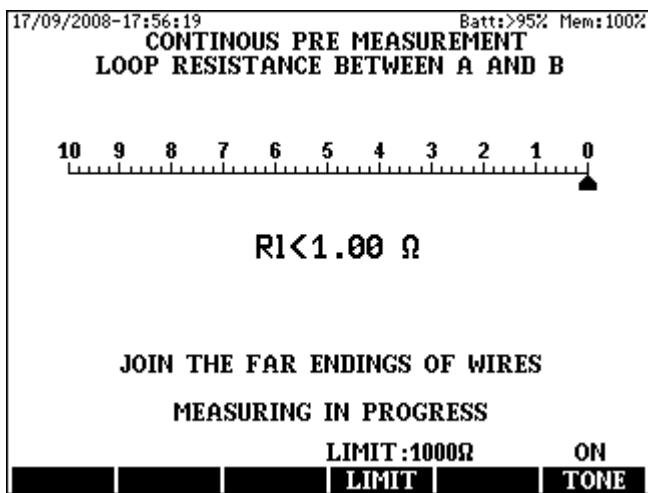 17/09/2008-17:56:19 Batt:>95% Mem:100%
CONTINOUS PRE MEASUREMENT
LOOP RESISTANCE BETWEEN A AND B
10 9 8 7 6 5 4 3 2 1 0
Rl<1.00 Ω
JOIN THE FAR ENDINGS OF WIRES
MEASURING IN PROGRESS
LIMIT:1000Ω ON
LIMIT TONE